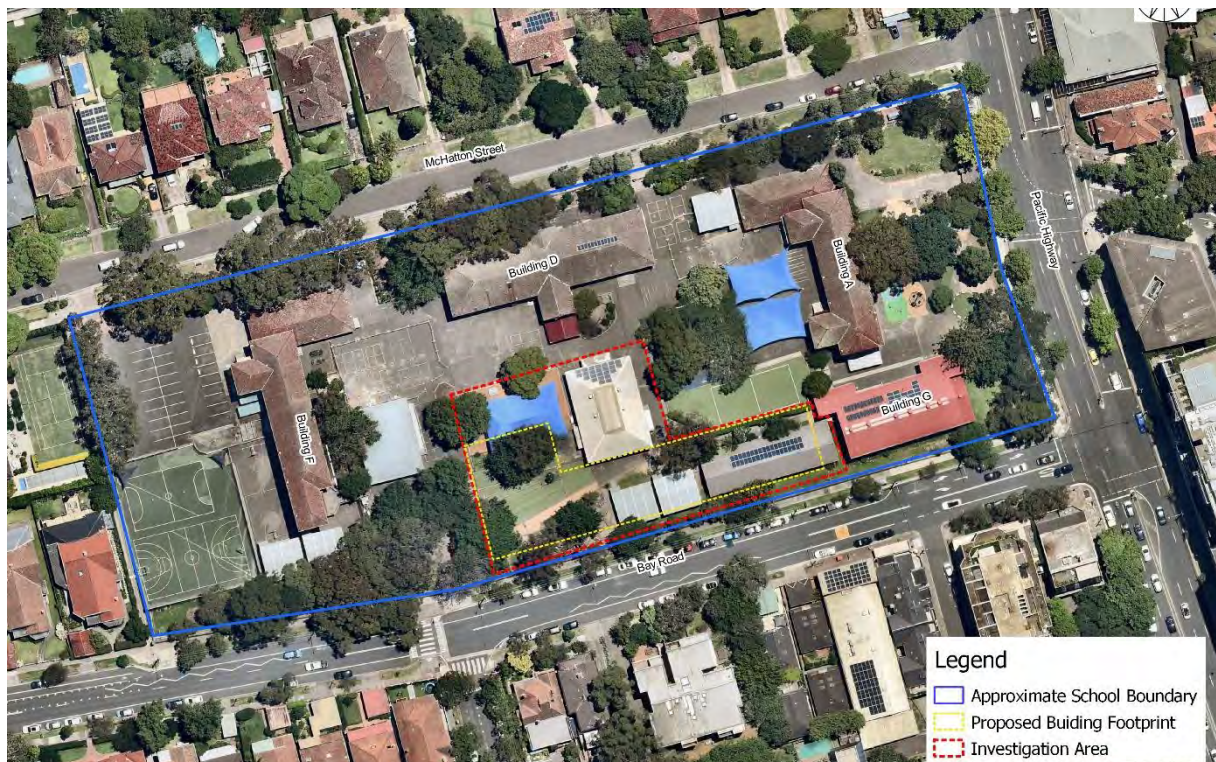 McHatton Street
Pacific Highway
Building D
Building A
Building G
Building F
Bay Road
Legend
Approximate School Boundary
Proposed Buiding Footprint
Investigation Area